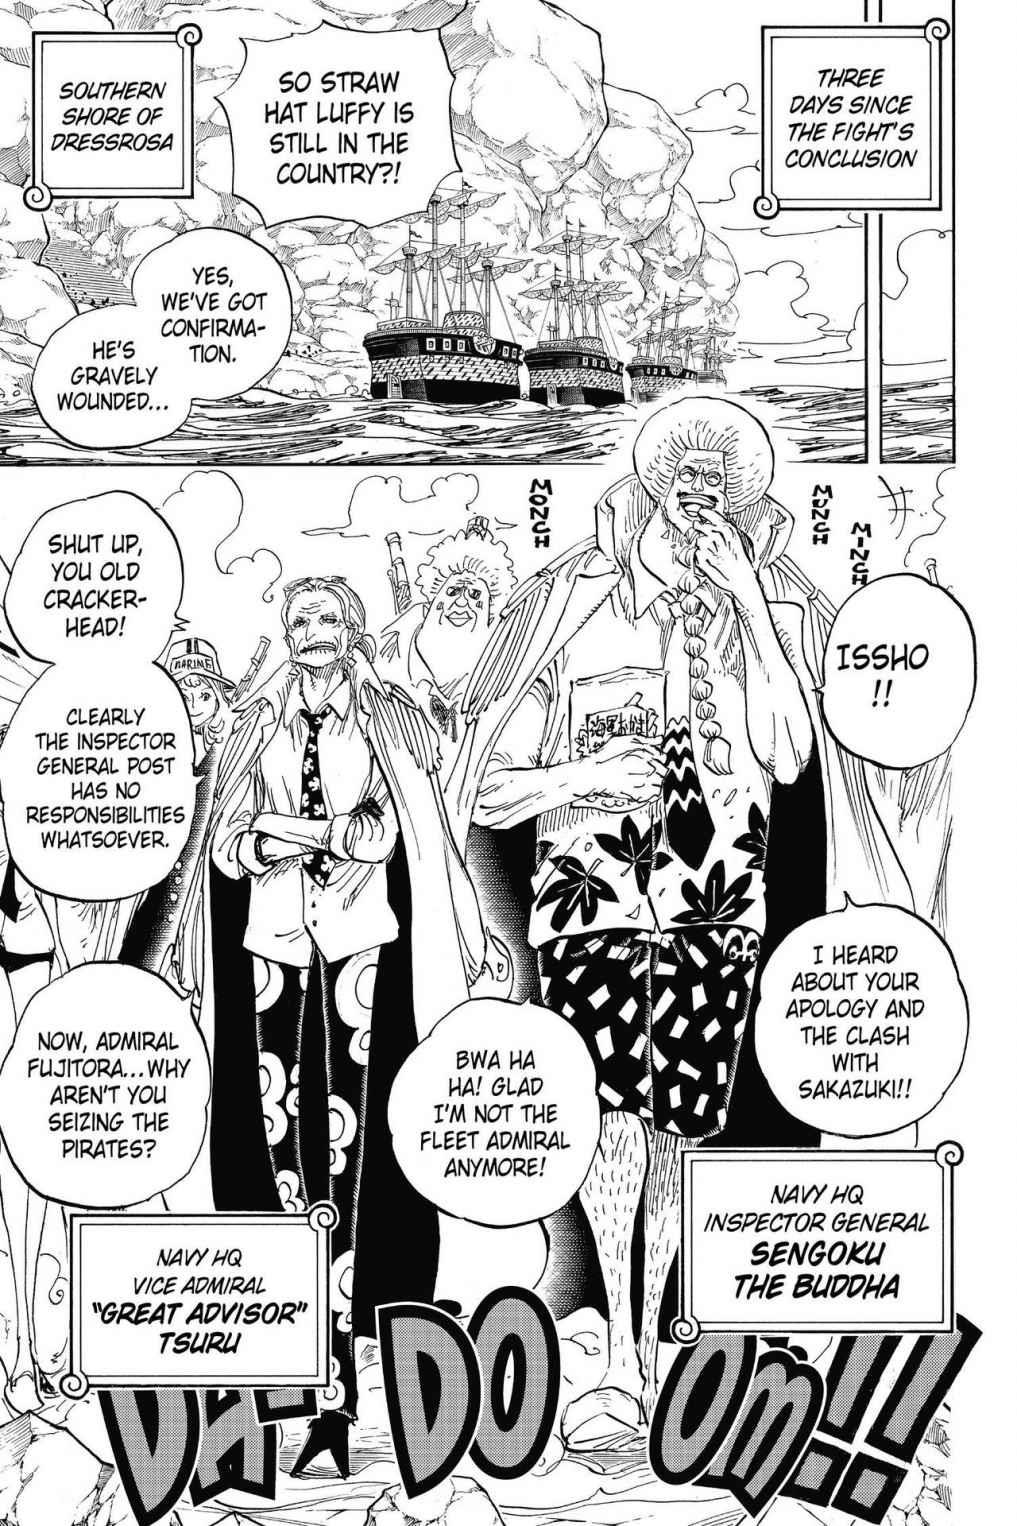 SOUTHERN
SHORE OF
DRESSROSA
SO STRAW
HAT LUFFY IS
STILL IN THE
COUNTRY?!
THREE
DAYS SINCE
THE FIGHT'S
CONCLUSION
YES,
WE'VE GOT
CONFIRMA-
TION.
HE'S
GRAVELY
WOUNDED...
MONCH
MUNCH
MINCH
ISSHO
!!
SHUT UP,
YOU OLD
CRACKER-
HEAD!
MARINE
CLEARLY
THE INSPECTOR
GENERAL POST
HAS NO
RESPONSIBILITIES
WHATSOEVER.
I HEARD
ABOUT YOUR
APOLOGY AND
THE CLASH
WITH
SAKAZUKI!!
BWA HA
HA! GLAD
I'M NOT THE
FLEET ADMIRAL
ANYMORE!
NOW, ADMIRAL
FUJITORA...WHY
AREN'T YOU
SEIZING THE
PIRATES?
NAVY HQ
INSPECTOR GENERAL
SENGOKU
THE BUDDHA
NAVY HQ
VICE ADMIRAL
"GREAT ADVISOR"
TSURU
DA-DOOM!!